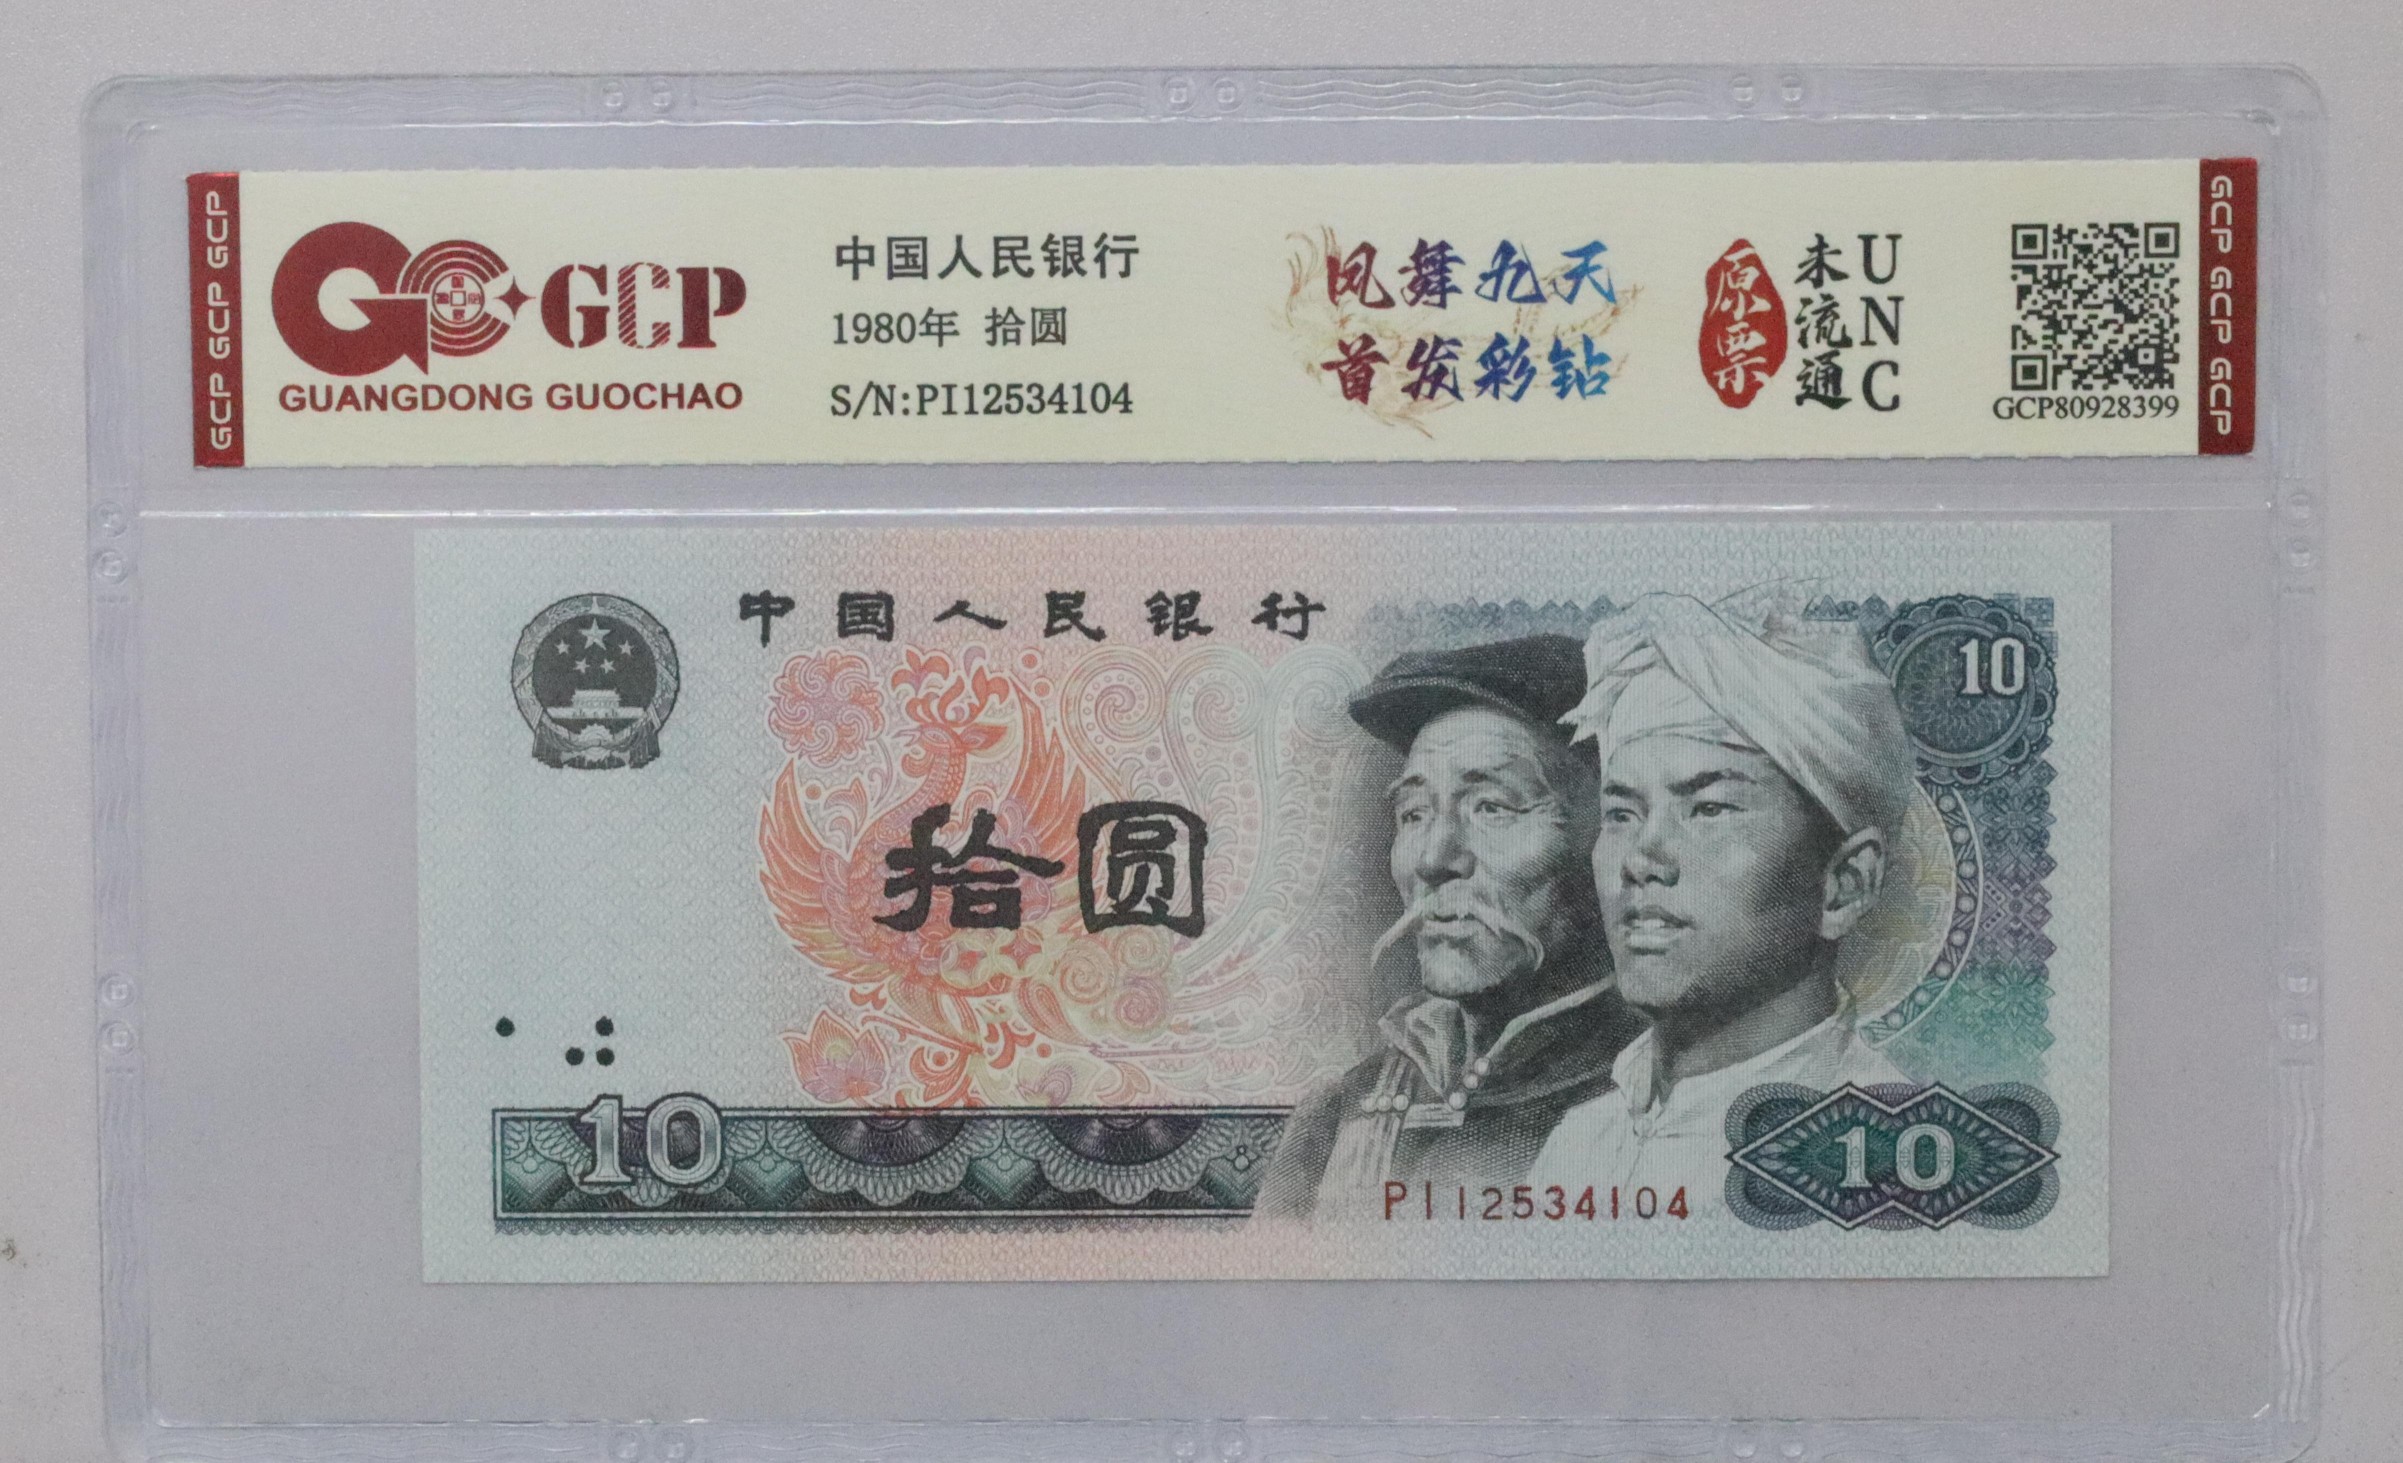 GCP GCP GCP
GCP
GUANGDONG GUOCHAO
中国人民银行
1980年 拾圆
S/N:PI12534104
凤舞九天
首发彩钻
原票
未流通
UNC
GCP80928399
GCP GCP GCP
中国人民银行
10
拾圆
10
10
PI12534104